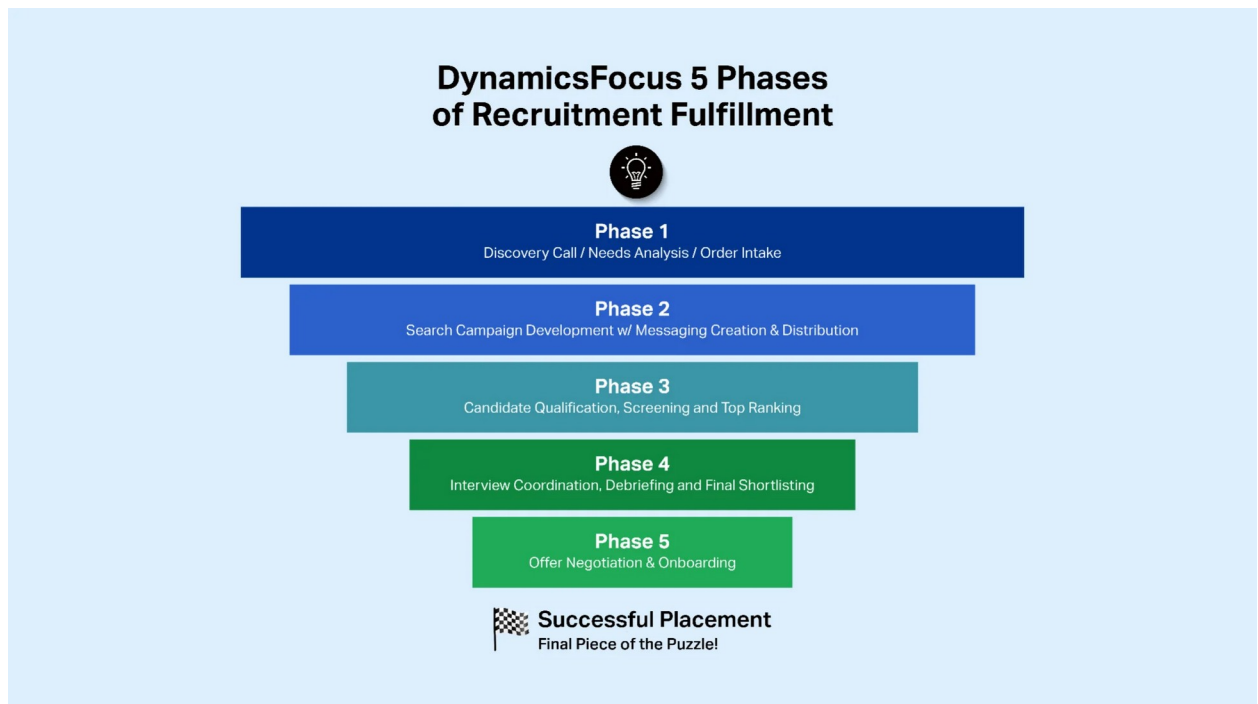 DynamicsFocus 5 Phases
of Recruitment Fulfillment
Phase 1
Discovery Call / Needs Analysis / Order Intake
Phase 2
Search Campaign Development w/ Messaging Creation & Distribution
Phase 3
Candidate Qualification, Screening and Top Ranking
Phase 4
Interview Coordination, Debriefing and Final Shortlisting
Phase 5
Offer Negotiation & Onboarding
Successful Placement
Final Piece of the Puzzle!